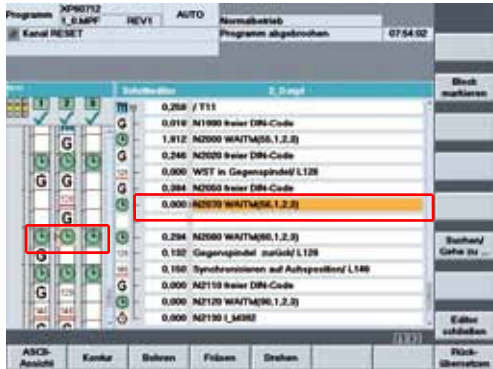 Programm
XP60712
1_0.MPF
REV1
AUTO
Normalbetrieb
Kanal RESET
Programm abgebrochen
07:54:02
Block markieren
Schritteditor
2_0.mpf
0,258 / T11
G 0,018 N1990 freier DIN-Code
1,812 N2000 WAITM(55,1,2,3)
0,246 N2020 freier DIN-Code
0,000 WST in Gegenspindel/ L128
G 0,084 N2050 freier DIN-Code
0,000 N2070 WAITM(56,1,2,3)
0,294 N2080 WAITM(60,1,2,3)
0,132 Gegenspindel zurück/ L126
0,150 Synchronisieren auf Achsposition/ L146
G 0,000 N2110 freier DIN-Code
0,000 N2120 WAITM(90,1,2,3)
0,000 N2130 L_M392
Suchen/ Gehe zu ...
Editor schließen
ASCII-Ansicht
Kontur
Bohren
Fräsen
Drehen
Rück-übersetzen